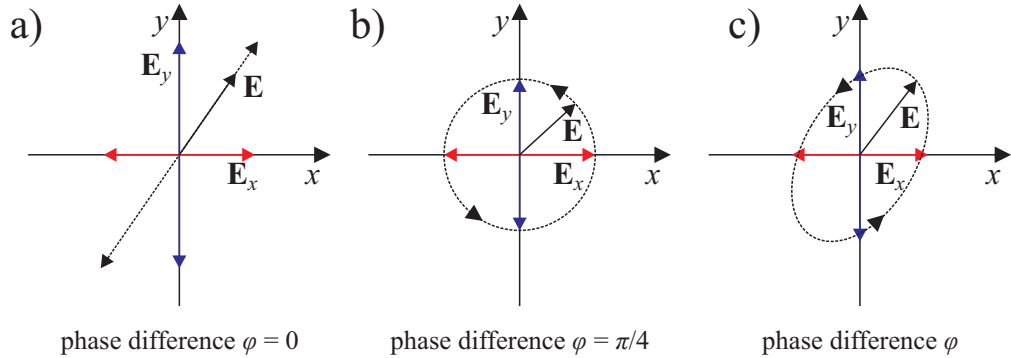 a)
y
E_y
E
E_x
x
phase difference φ = 0
b)
y
E_y
E
E_x
x
phase difference φ = π/4
c)
y
E_y
E
E_x
x
phase difference φ